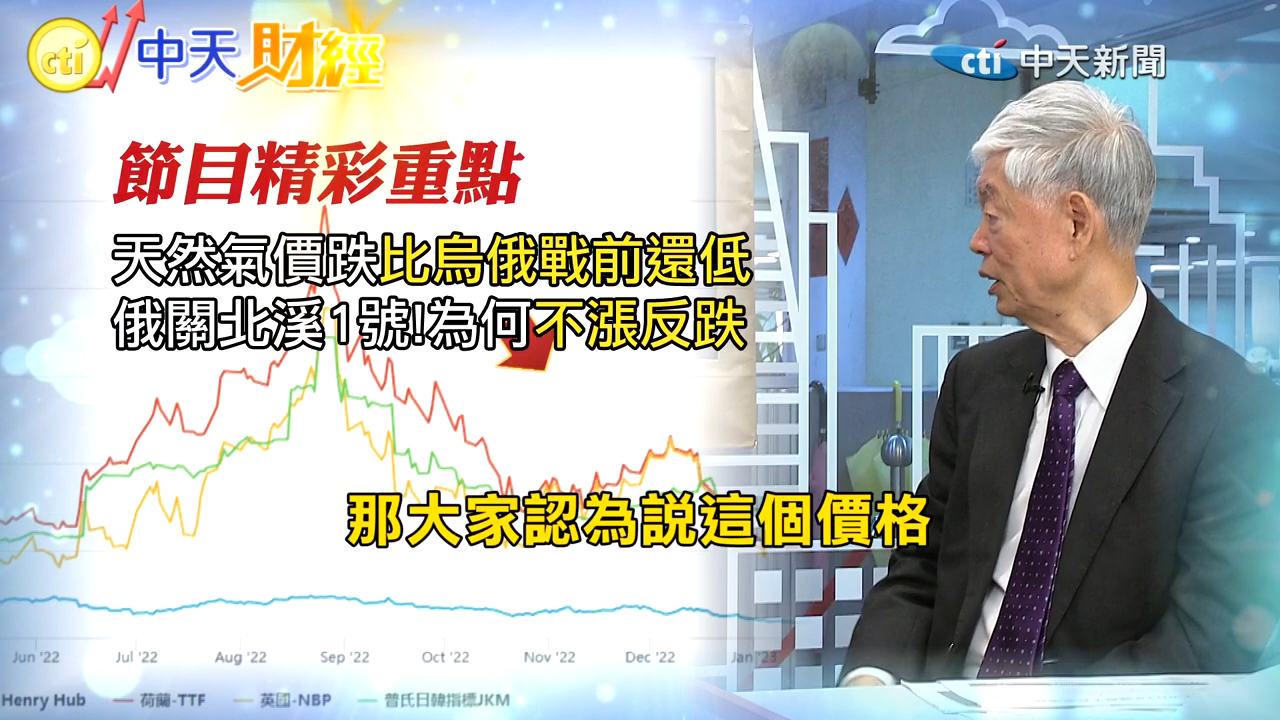 cti 中天財經
cti 中天新聞
節目精彩重點
天然氣價跌比烏俄戰前還低
俄關北溪1號!為何不漲反跌
那大家認為説這個價格
Jun '22 Jul '22 Aug '22 Sep '22 Oct '22 Nov '22 Dec '22 Jan '23
Henry Hub 荷蘭-TTF 英國-NBP 普氏日韓指標JKM